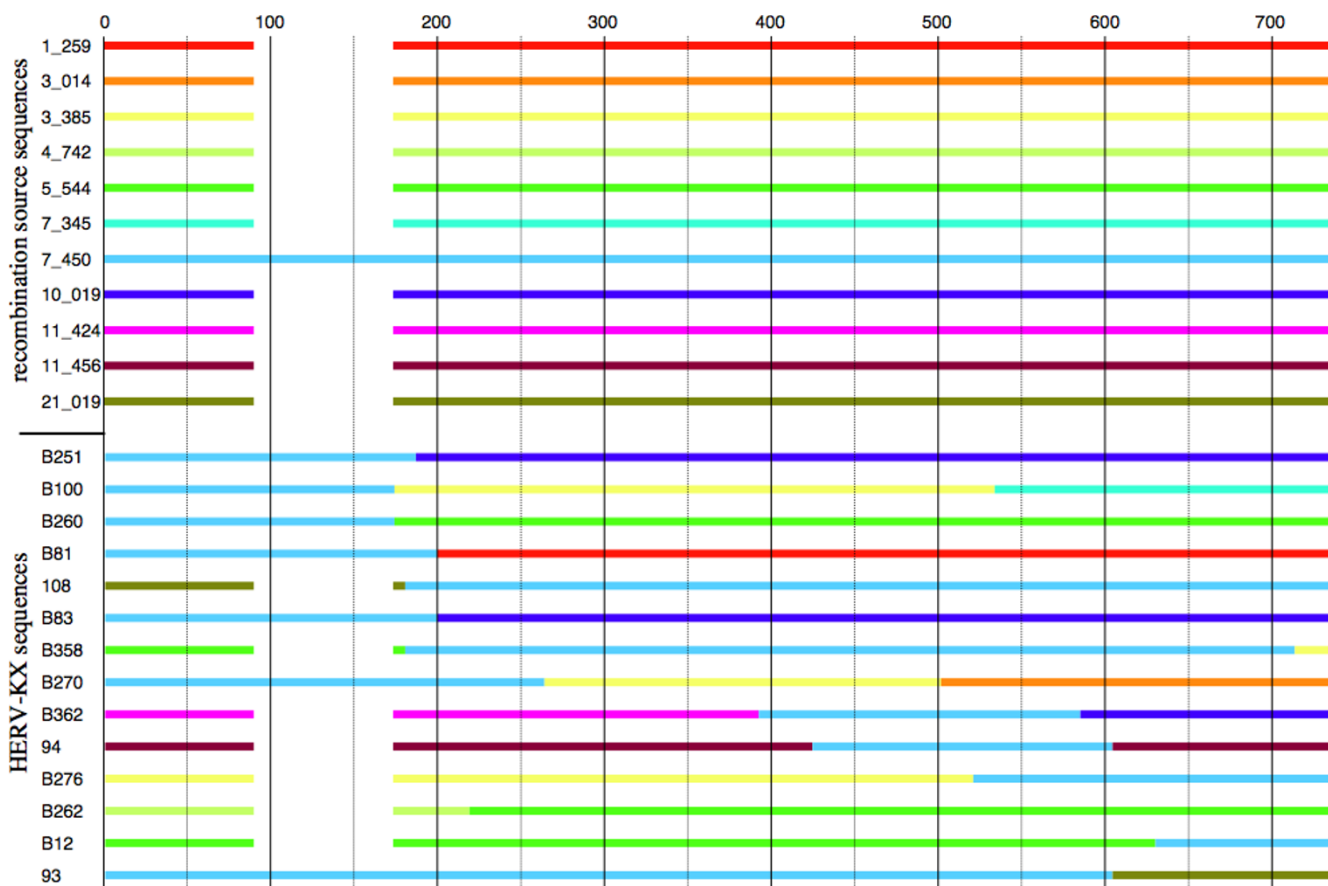 0 100 200 300 400 500 600 700
recombination source sequences
1_259
3_014
3_385
4_742
5_544
7_345
7_450
10_019
11_424
11_456
21_019
HERV-KX sequences
B251
B100
B260
B81
108
B83
B358
B270
B362
94
B276
B262
B12
93